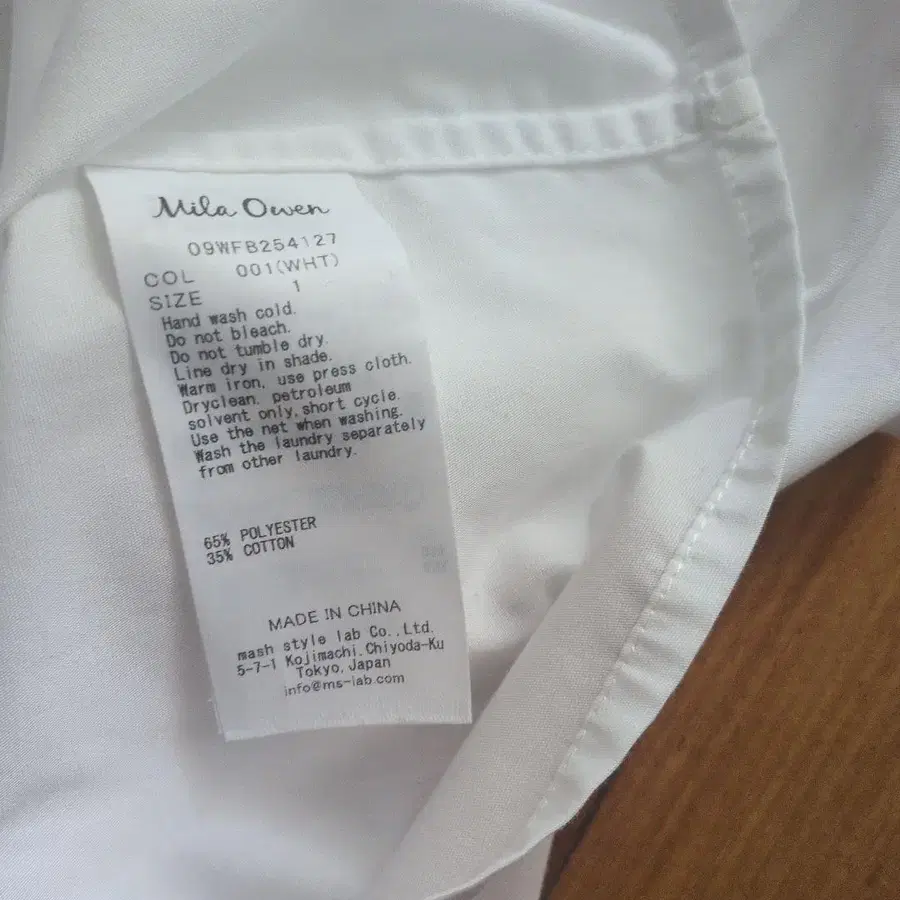 Mila Owen
09WFB254127
COL 001(WHT)
SIZE 1
Hand wash cold.
Do not bleach.
Do not tumble dry.
Line dry in shade.
Warm iron, use press cloth.
Dryclean. petroleum
solvent only,short cycle.
Use the net when washing.
Wash the laundry separately
from other laundry.
65% POLYESTER
35% COTTON
MADE IN CHINA
mash style lab Co.,Ltd.
5-7-1 Kojimachi.Chiyoda-Ku
Tokyo.Japan
info@ms-lab.com